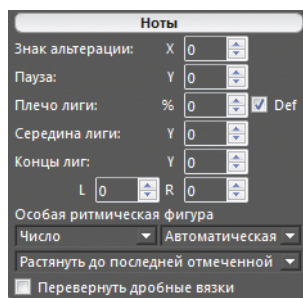 Ноты
Знак альтерации: X 0
Пауза: Y 0
Плечо лиги: % 0 Def
Середина лиги: Y 0
Концы лиг: Y 0
L 0 R 0
Особая ритмическая фигура
Число Автоматическая
Растянуть до последней отмеченной
Перевернуть дробные вязки